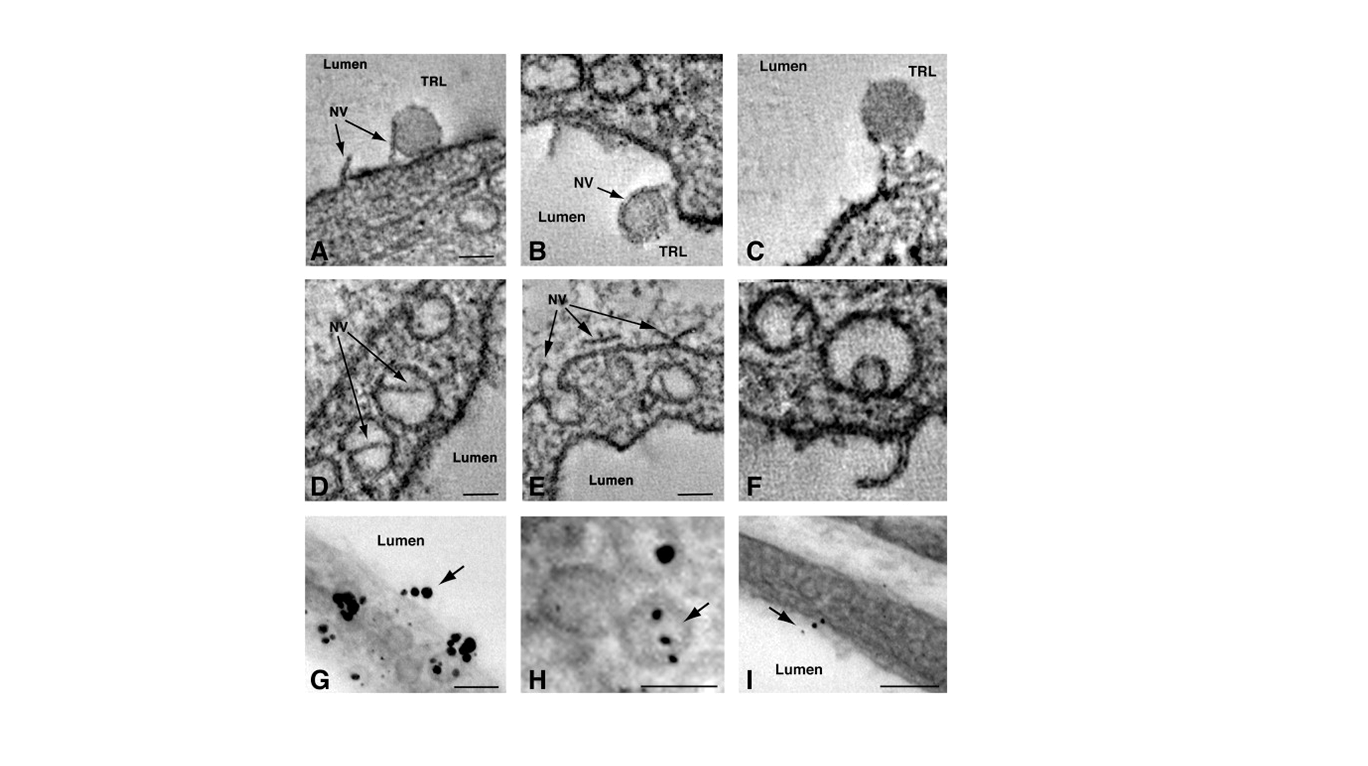 Lumen
TRL
NV
A
NV
Lumen
TRL
B
Lumen
TRL
C
NV
Lumen
D
NV
Lumen
E
F
Lumen
G
H
Lumen
I